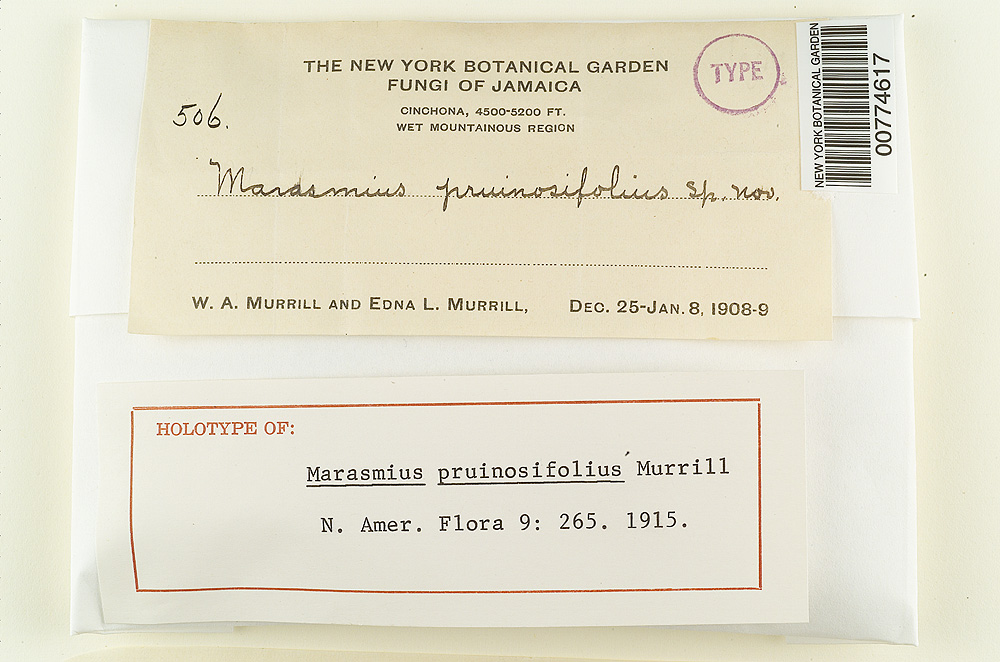 THE NEW YORK BOTANICAL GARDEN
FUNGI OF JAMAICA
CINCHONA, 4500-5200 FT.
WET MOUNTAINOUS REGION
TYPE
NEW YORK BOTANICAL GARDEN
00774617
506.
Marasmius pruinosifolius Sp. nov.
W. A. MURRILL AND EDNA L. MURRILL, DEC. 25-JAN. 8, 1908-9
HOLOTYPE OF:
Marasmius pruinosifolius Murrill
N. Amer. Flora 9: 265. 1915.